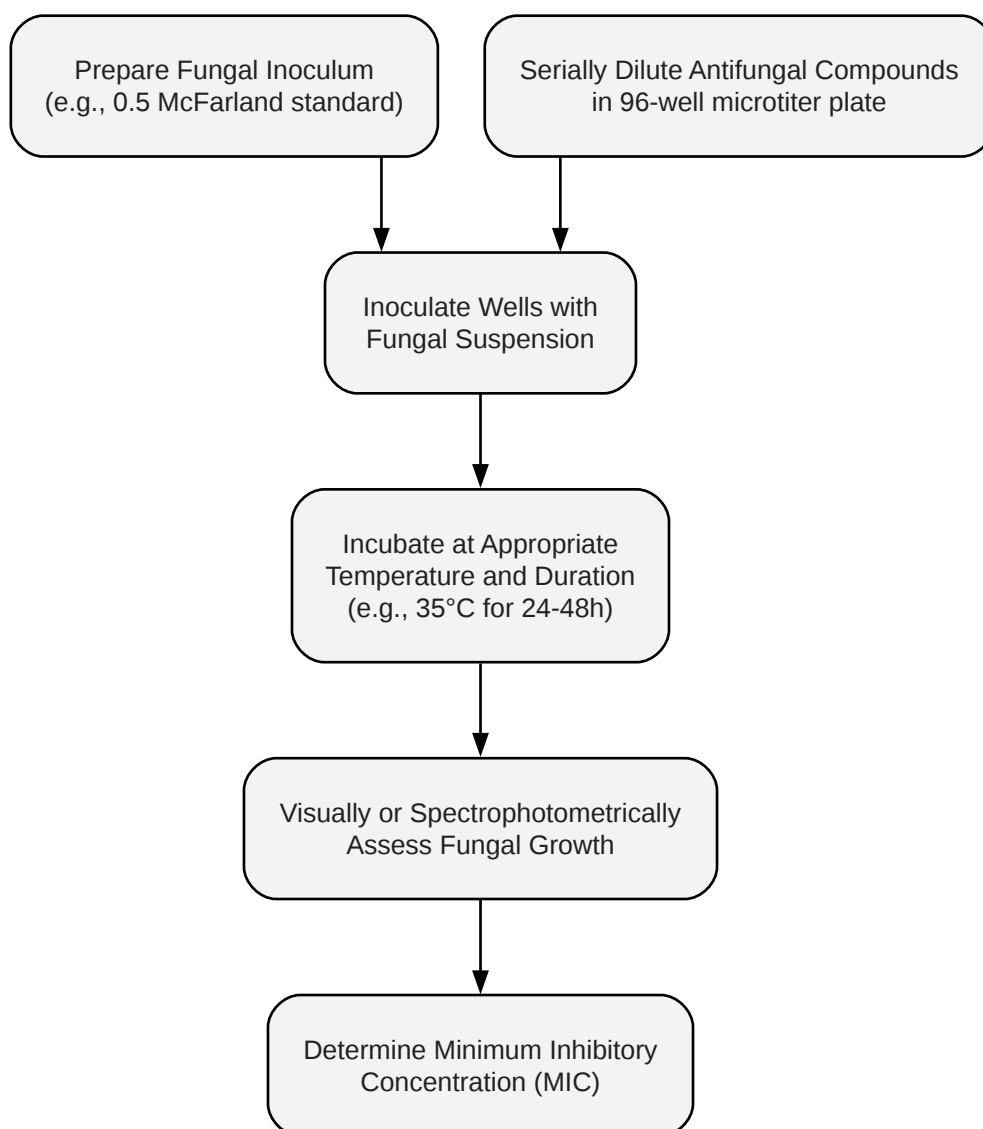 Prepare Fungal Inoculum
(e.g., 0.5 McFarland standard)
Serially Dilute Antifungal Compounds
in 96-well microtiter plate
Inoculate Wells with
Fungal Suspension
Incubate at Appropriate
Temperature and Duration
(e.g., 35°C for 24-48h)
Visually or Spectrophotometrically
Assess Fungal Growth
Determine Minimum Inhibitory
Concentration (MIC)